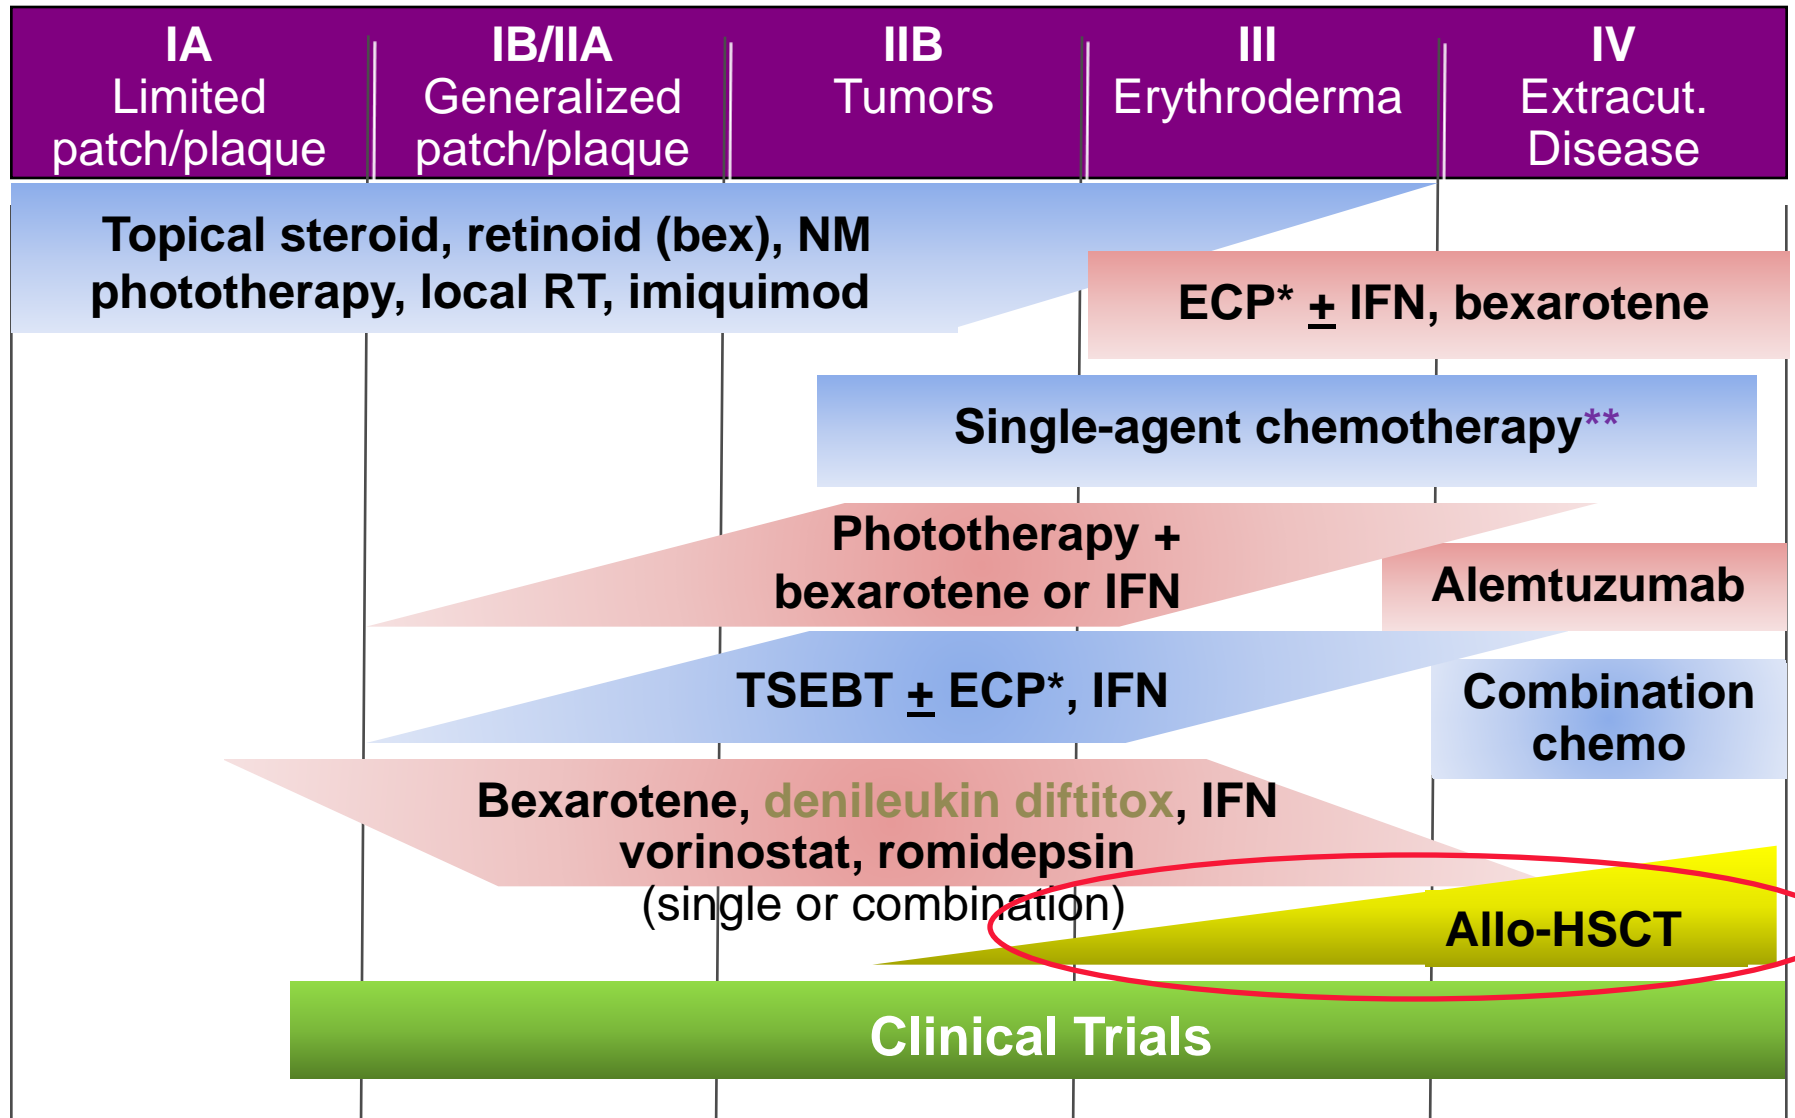 IA
Limited
patch/plaque
IB/IIA
Generalized
patch/plaque
IIB
Tumors
III
Erythroderma
IV
Extracut.
Disease
Topical steroid, retinoid (bex), NM
phototherapy, local RT, imiquimod
ECP* ± IFN, bexarotene
Single-agent chemotherapy**
Phototherapy +
bexarotene or IFN
Alemtuzumab
TSEBT ± ECP*, IFN
Combination
chemo
Bexarotene, denileukin diftitox, IFN
vorinostat, romidepsin
(single or combination)
Allo-HSCT
Clinical Trials